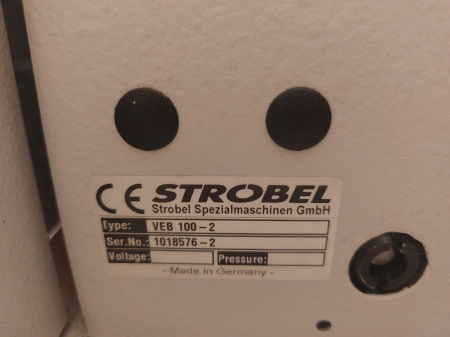 CE STROBEL
Strobel Spezialmaschinen GmbH
Type: VEB 100-2
Ser.No.: 1018576-2
Voltage: Pressure:
- Made in Germany -